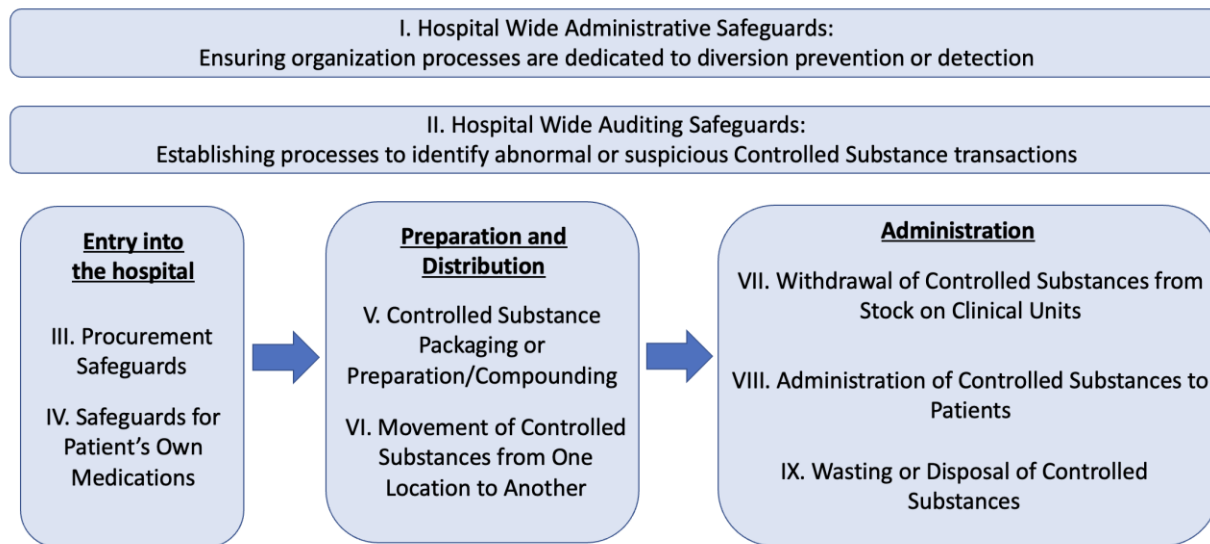 I. Hospital Wide Administrative Safeguards:
Ensuring organization processes are dedicated to diversion prevention or detection
II. Hospital Wide Auditing Safeguards:
Establishing processes to identify abnormal or suspicious Controlled Substance transactions
Entry into
the hospital
III. Procurement
Safeguards
IV. Safeguards for
Patient's Own
Medications
Preparation and
Distribution
V. Controlled Substance
Packaging or
Preparation/Compounding
VI. Movement of Controlled
Substances from One
Location to Another
Administration
VII. Withdrawal of Controlled Substances from
Stock on Clinical Units
VIII. Administration of Controlled Substances to
Patients
IX. Wasting or Disposal of Controlled
Substances